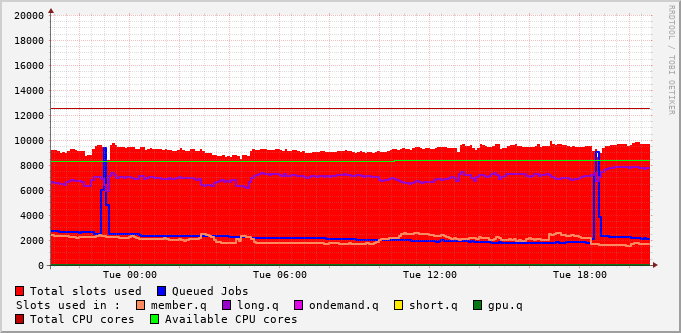 20000
18000
16000
14000
12000
10000
8000
6000
4000
2000
0
Tue 00:00 Tue 06:00 Tue 12:00 Tue 18:00
Total slots used Queued Jobs
Slots used in : member.q long.q ondemand.q short.q gpu.q
Total CPU cores Available CPU cores
RRDTOOL / TOBI OETIKER